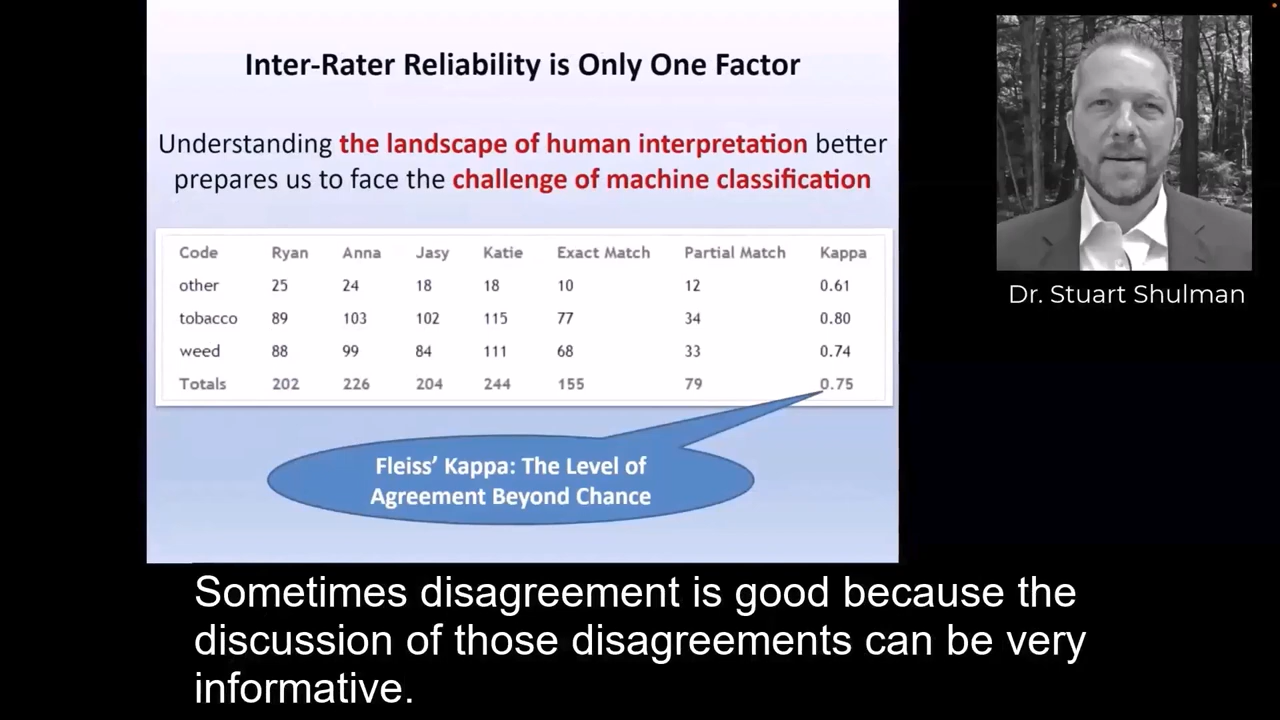 Inter-Rater Reliability is Only One Factor
Understanding the landscape of human interpretation better
prepares us to face the challenge of machine classification
Code Ryan Anna Jasy Katie Exact Match Partial Match Kappa
other 25 24 18 18 10 12 0.61
tobacco 89 103 102 115 77 34 0.80
weed 88 99 84 111 68 33 0.74
Totals 202 226 204 244 155 79 0.75
Fleiss’ Kappa: The Level of
Agreement Beyond Chance
Dr. Stuart Shulman
Sometimes disagreement is good because the
discussion of those disagreements can be very
informative.